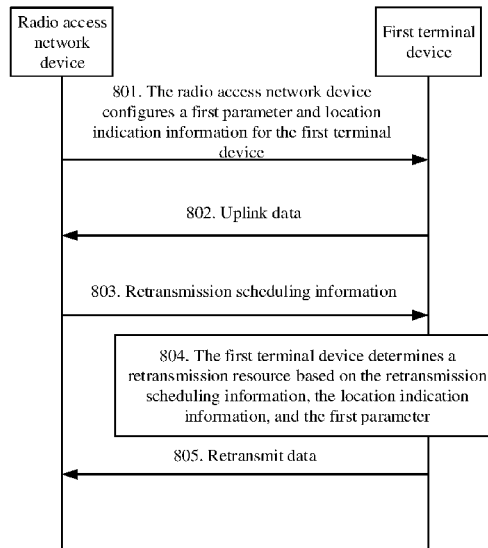 Radio access
network
device
First terminal
device
801. The radio access network device
configures a first parameter and location
indication information for the first terminal
device
802. Uplink data
803. Retransmission scheduling information
804. The first terminal device determines a
retransmission resource based on the retransmission
scheduling information, the location indication
information, and the first parameter
805. Retransmit data